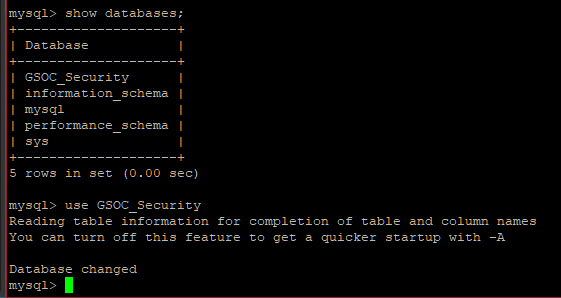 mysql> show databases;
+--------------------+
| Database           |
+--------------------+
| GSOC_Security      |
| information_schema |
| mysql              |
| performance_schema |
| sys                |
+--------------------+
5 rows in set (0.00 sec)

mysql> use GSOC_Security
Reading table information for completion of table and column names
You can turn off this feature to get a quicker startup with -A

Database changed
mysql>